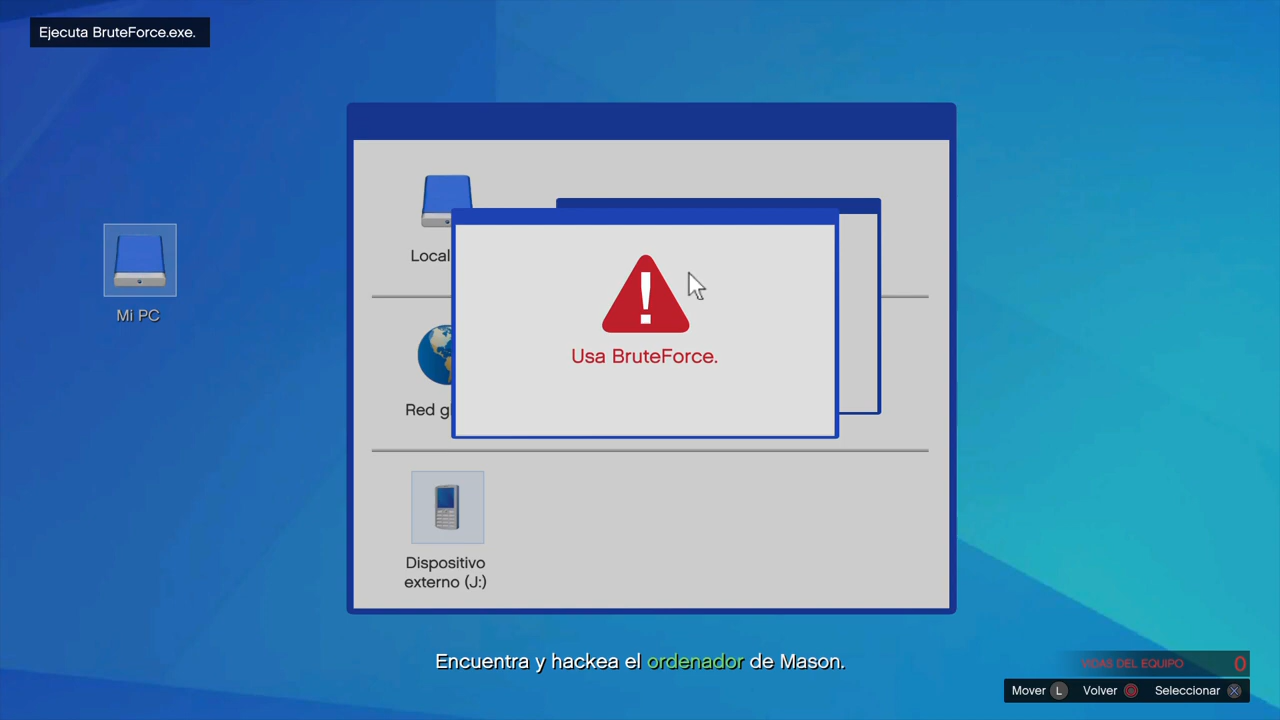 Ejecuta BruteForce.exe.
Local
Mi PC
Usa BruteForce.
Red g
Dispositivo
externo (J:)
Encuentra y hackea el ordenador de Mason.
VIDAS DEL EQUIPO 0
Mover L Volver Seleccionar